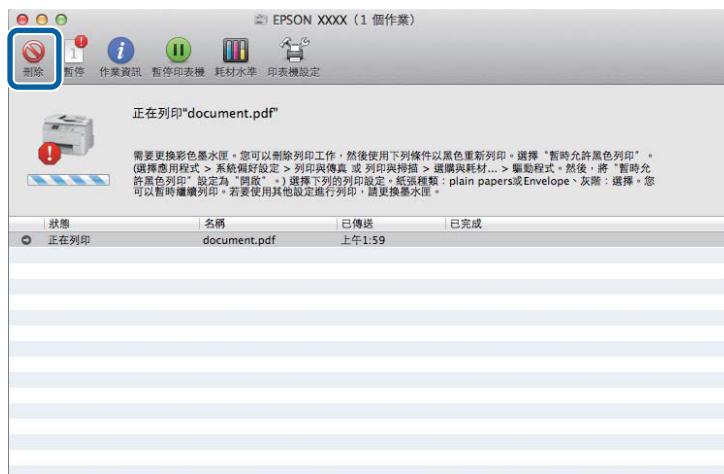 EPSON XXXX（1 個作業）
刪除 暫停 作業資訊 暫停印表機 耗材水準 印表機設定
正在列印"document.pdf"
需要更換彩色墨水匣。您可以刪除列印工作，然後使用下列條件以黑色重新列印。選擇〝暫時允許黑色列印〞。
(選擇應用程式 > 系統偏好設定 > 列印與傳真 或 列印與掃描 > 選購與耗材... > 驅動程式。然後，將〝暫時允
許黑色列印〞設定為〝開啟〞。) 選擇下列的列印設定。紙張種類：plain papers或Envelope、灰階：選擇。您
可以暫時繼續列印。若要使用其他設定進行列印，請更換墨水匣。
狀態 名稱 已傳送 已完成
正在列印 document.pdf 上午1:59